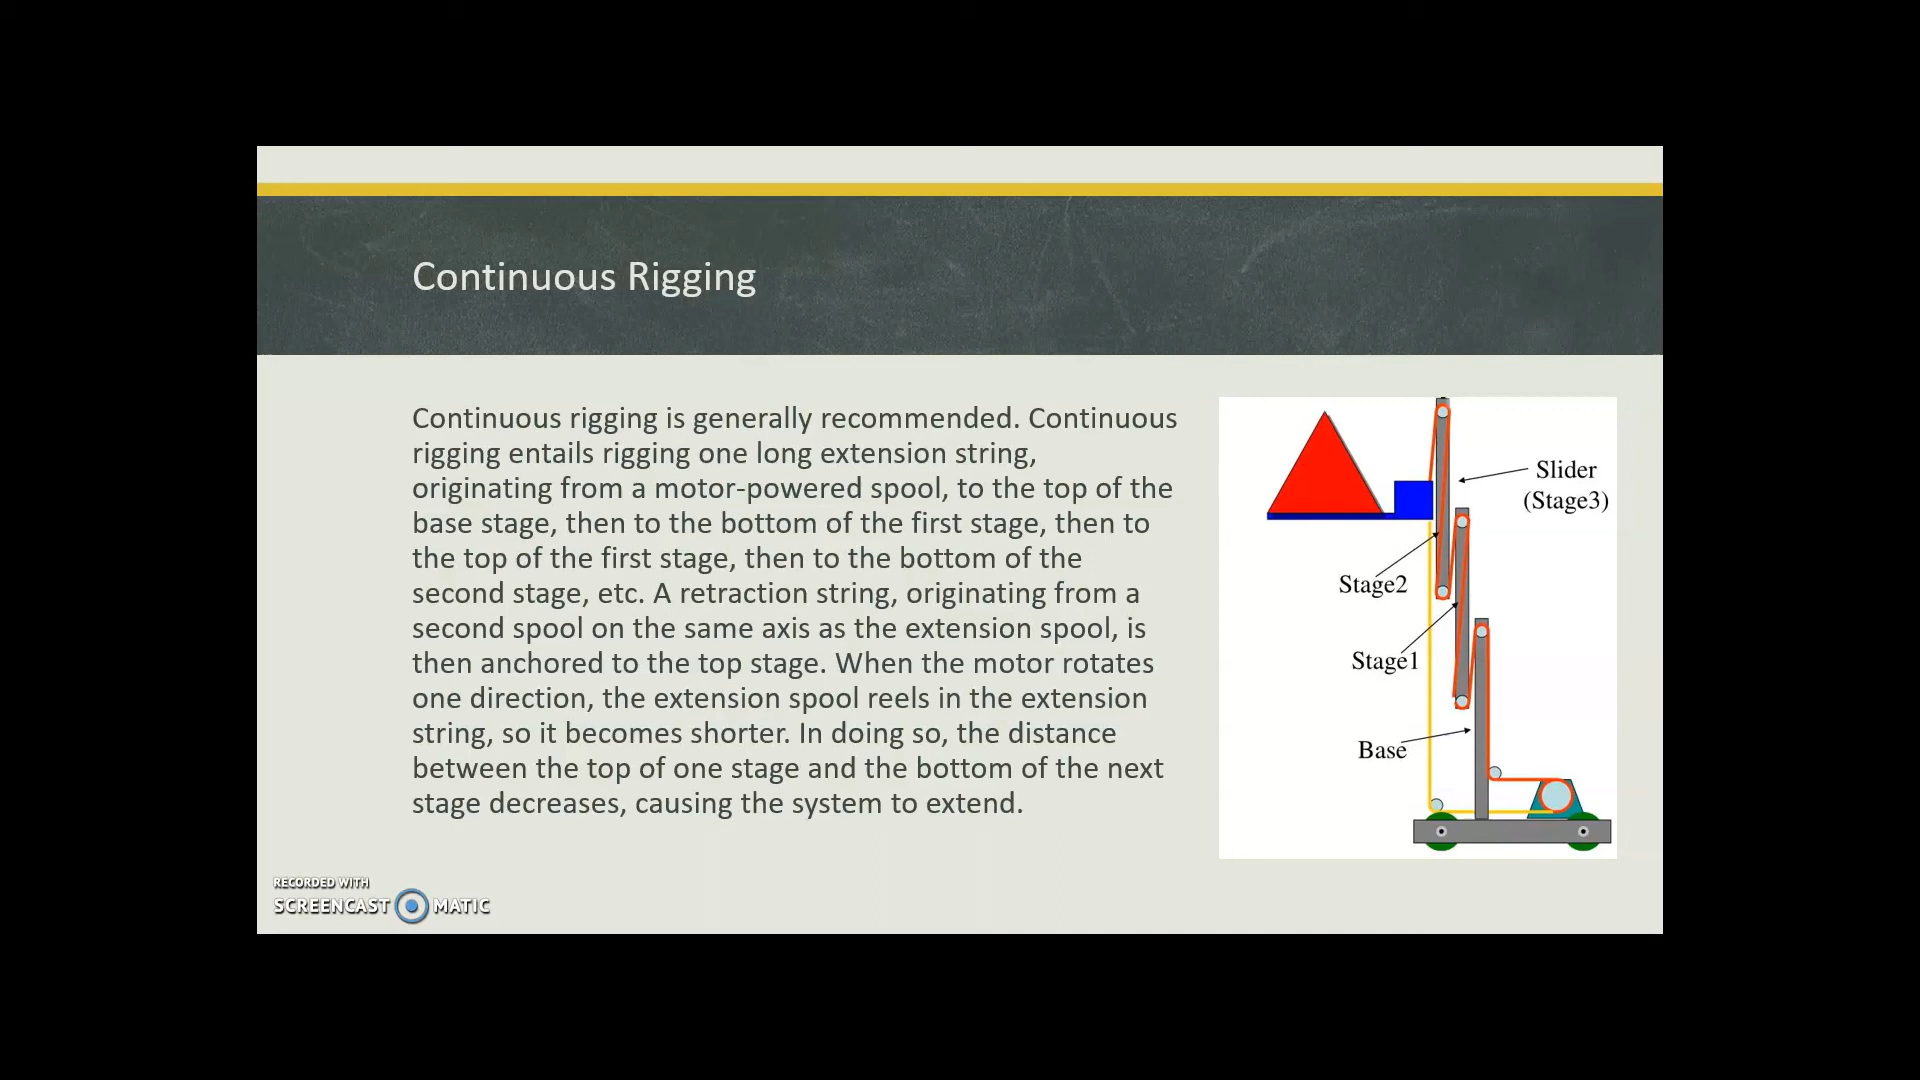 Continuous Rigging
Continuous rigging is generally recommended. Continuous
rigging entails rigging one long extension string,
originating from a motor-powered spool, to the top of the
base stage, then to the bottom of the first stage, then to
the top of the first stage, then to the bottom of the
second stage, etc. A retraction string, originating from a
second spool on the same axis as the extension spool, is
then anchored to the top stage. When the motor rotates
one direction, the extension spool reels in the extension
string, so it becomes shorter. In doing so, the distance
between the top of one stage and the bottom of the next
stage decreases, causing the system to extend.
Slider
(Stage3)
Stage2
Stage1
Base
RECORDED WITH
SCREENCAST MATIC